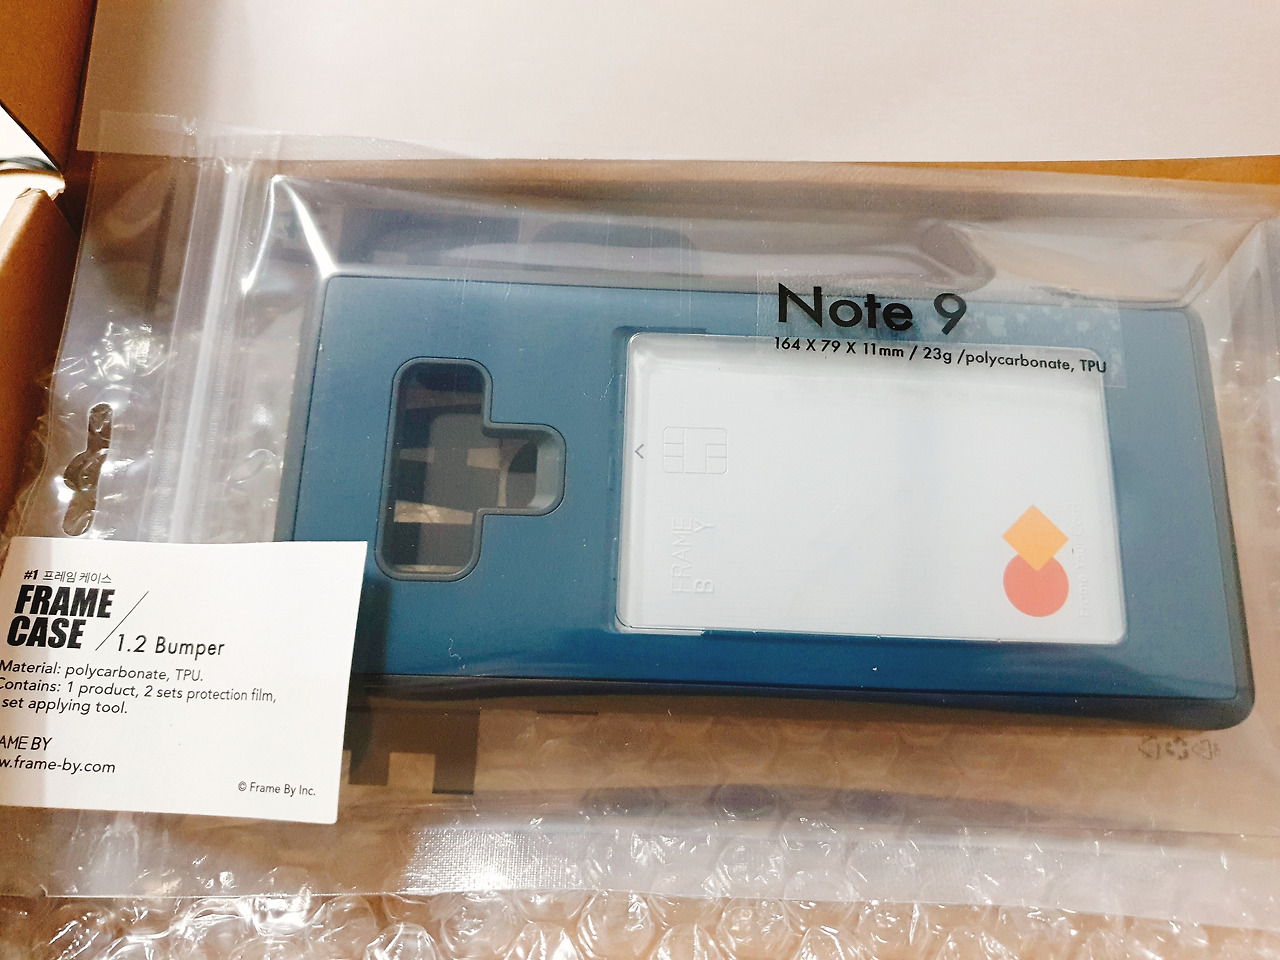 Note 9
164 X 79 X 11mm / 23g /polycarbonate, TPU
FRAME
BY
#1 프레임 케이스
FRAME
CASE / 1.2 Bumper
Material: polycarbonate, TPU.
Contains: 1 product, 2 sets protection film,
set applying tool.
AME BY
w.frame-by.com
© Frame By Inc.